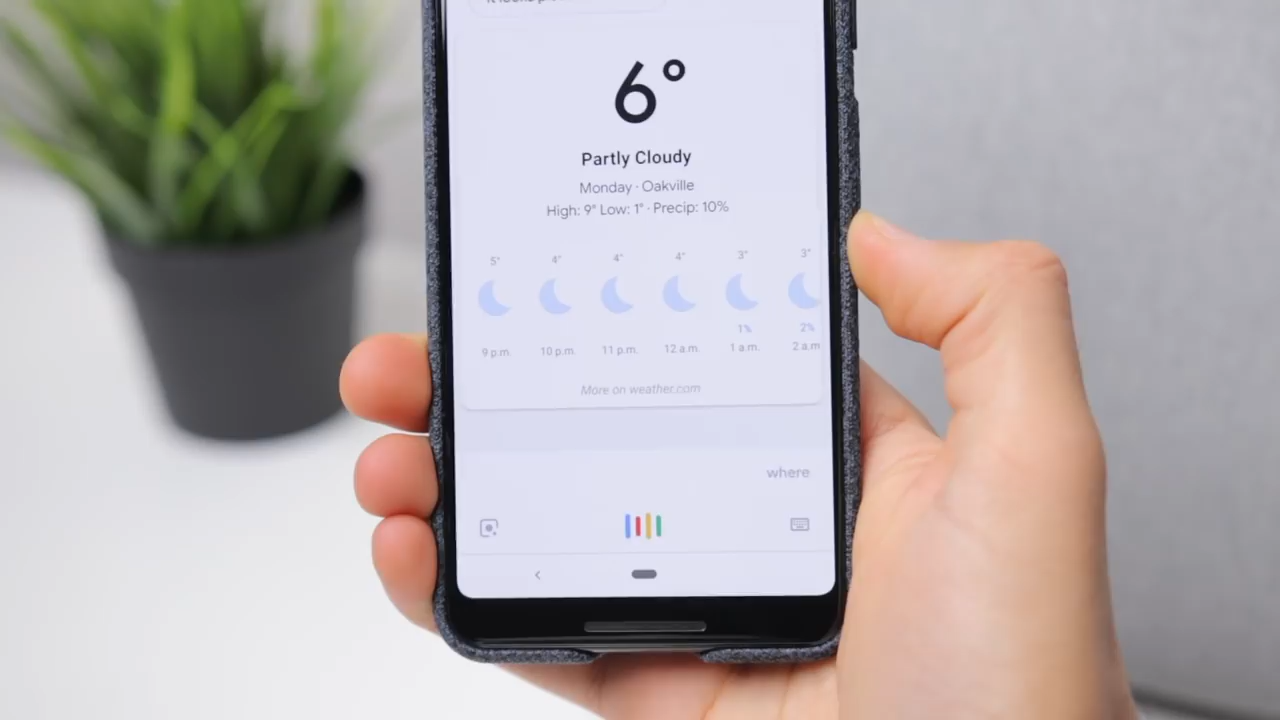 6°
Partly Cloudy
Monday · Oakville
High: 9° Low: 1° · Precip: 10%
5° 4° 4° 4° 3° 3°
1% 2%
9 p.m. 10 p.m. 11 p.m. 12 a.m. 1 a.m. 2 a.m
More on weather.com
where